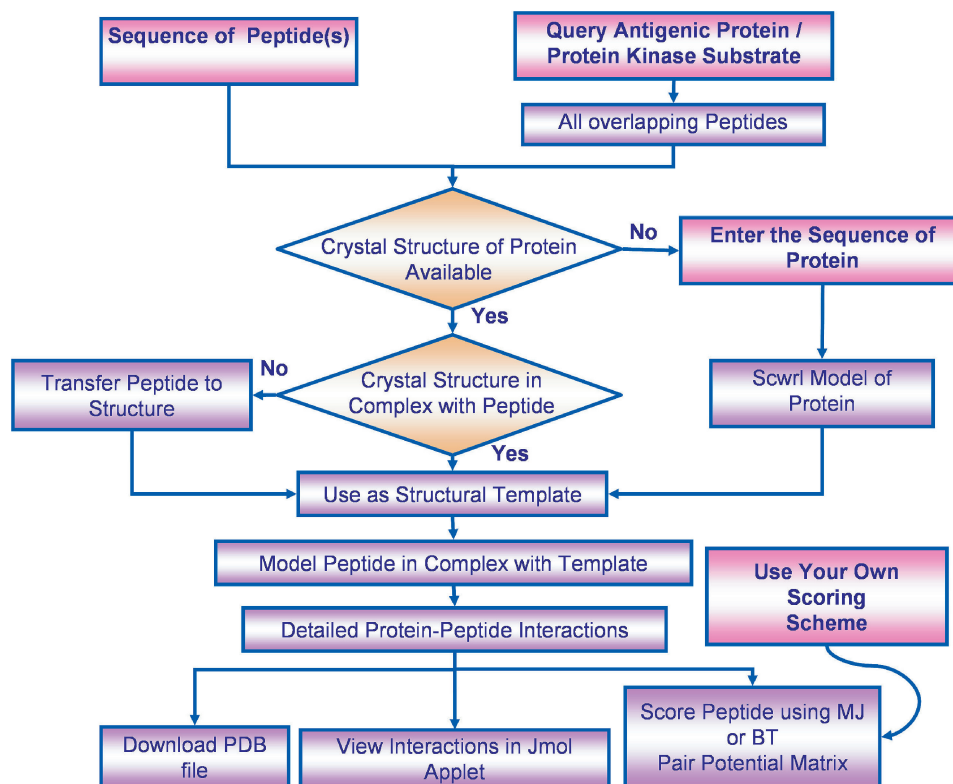 Sequence of Peptide(s)
Query Antigenic Protein /
Protein Kinase Substrate
All overlapping Peptides
Crystal Structure of Protein
Available
No
Enter the Sequence of
Protein
Yes
Crystal Structure in
Complex with Peptide
No
Transfer Peptide to
Structure
Scwrl Model of
Protein
Yes
Use as Structural Template
Model Peptide in Complex with Template
Use Your Own
Scoring
Scheme
Detailed Protein-Peptide Interactions
Download PDB
file
View Interactions in Jmol
Applet
Score Peptide using MJ
or BT
Pair Potential Matrix